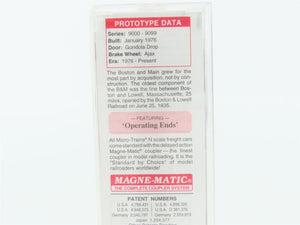 PROTOTYPE DATA
Series: 9000 - 9099
Built: January 1976
Door: Gondola Drop
Brake Wheel: Ajax
Era: 1976 - Present
The Boston and Main grew for the
most part by acquisition, not by con-
struction. The oldest component of
the B&M was the line between Bos-
ton and Lowell, Massachusetts, 25
miles, opened by the Boston & Lowell
Railroad on June 25, 1835.
— FEATURING —
'Operating Ends'
All Micro-Trains® N scale freight cars
come standard with the delayed action
Magne-Matic® coupler — the finest
coupler in model railroading. It is the
"Standard by Choice" of model
railroaders worldwide!
MAGNE-MATIC®
THE COMPLETE COUPLER SYSTEM
PATENT NUMBERS